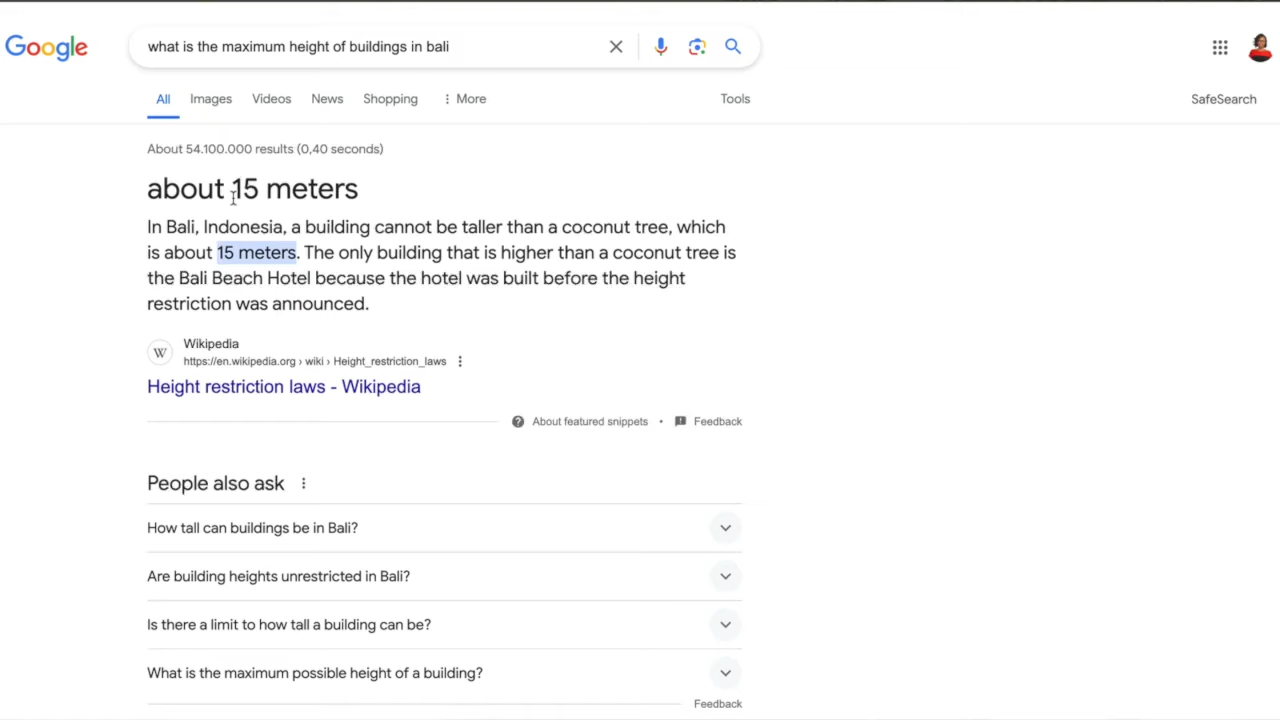 Google
what is the maximum height of buildings in bali
All Images Videos News Shopping More Tools SafeSearch
About 54.100.000 results (0,40 seconds)
about 15 meters
In Bali, Indonesia, a building cannot be taller than a coconut tree, which
is about 15 meters. The only building that is higher than a coconut tree is
the Bali Beach Hotel because the hotel was built before the height
restriction was announced.
W
Wikipedia
https://en.wikipedia.org › wiki › Height_restriction_laws
Height restriction laws - Wikipedia
About featured snippets • Feedback
People also ask
How tall can buildings be in Bali?
Are building heights unrestricted in Bali?
Is there a limit to how tall a building can be?
What is the maximum possible height of a building?
Feedback